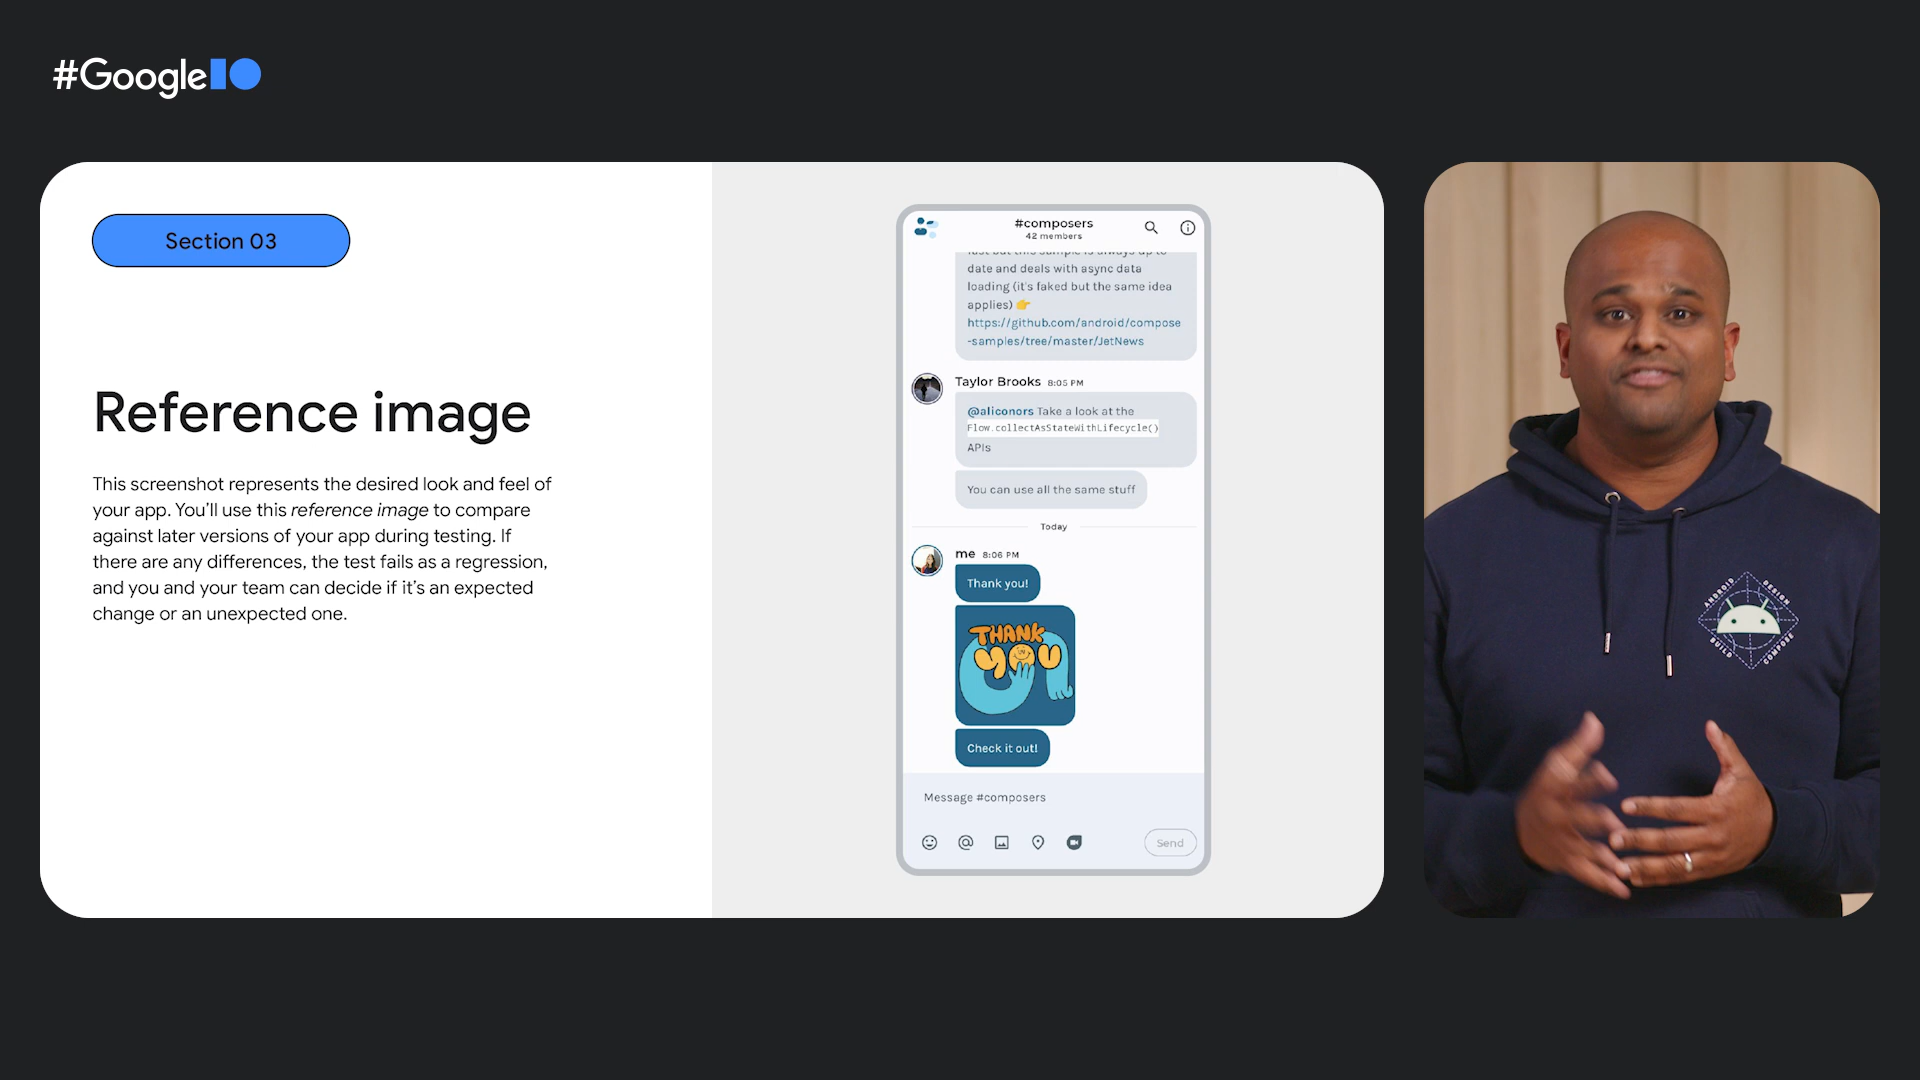 #GoogleIO
Section 03
Reference image
This screenshot represents the desired look and feel of
your app. You'll use this reference image to compare
against later versions of your app during testing. If
there are any differences, the test fails as a regression,
and you and your team can decide if it's an expected
change or an unexpected one.
#composers
42 members
date and deals with async data
loading (it's faked but the same idea
applies) 👉
https://github.com/android/compose
-samples/tree/master/JetNews
Taylor Brooks 8:05 PM
@aliconors Take a look at the
Flow.collectAsStateWithLifecycle()
APIs
You can use all the same stuff
Today
me 8:06 PM
Thank you!
THANK
YOU
Check it out!
Message #composers
Send
ANDROID
DESIGN
BUILD
COMPOSE